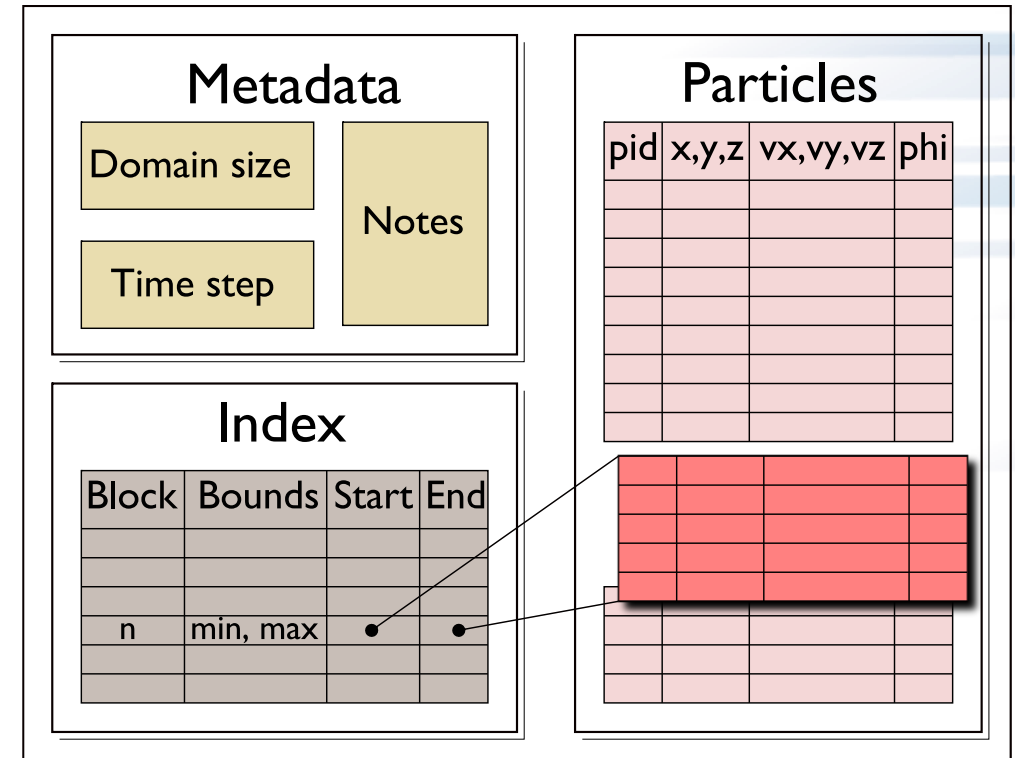 Metadata
Domain size
Time step
Notes
Index
Block Bounds Start End
n min, max
Particles
pid x,y,z vx,vy,vz phi